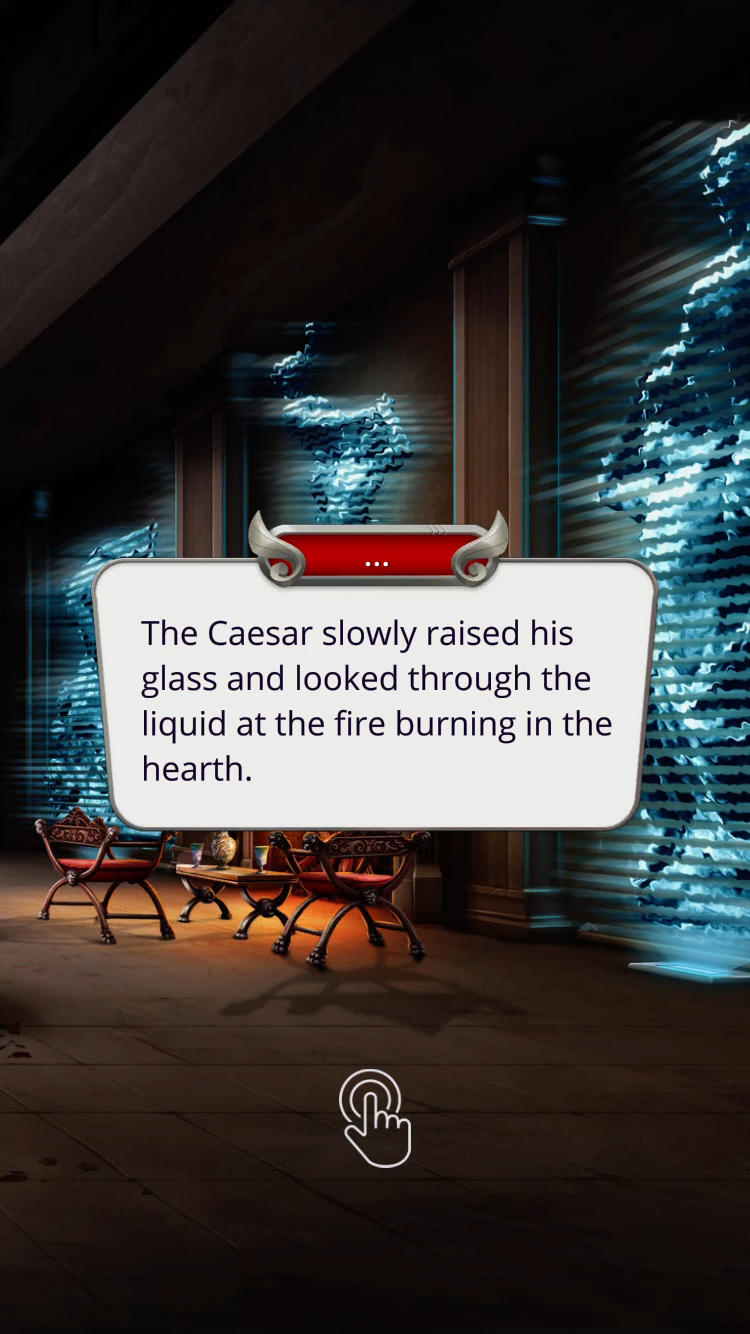 ...
The Caesar slowly raised his
glass and looked through the
liquid at the fire burning in the
hearth.